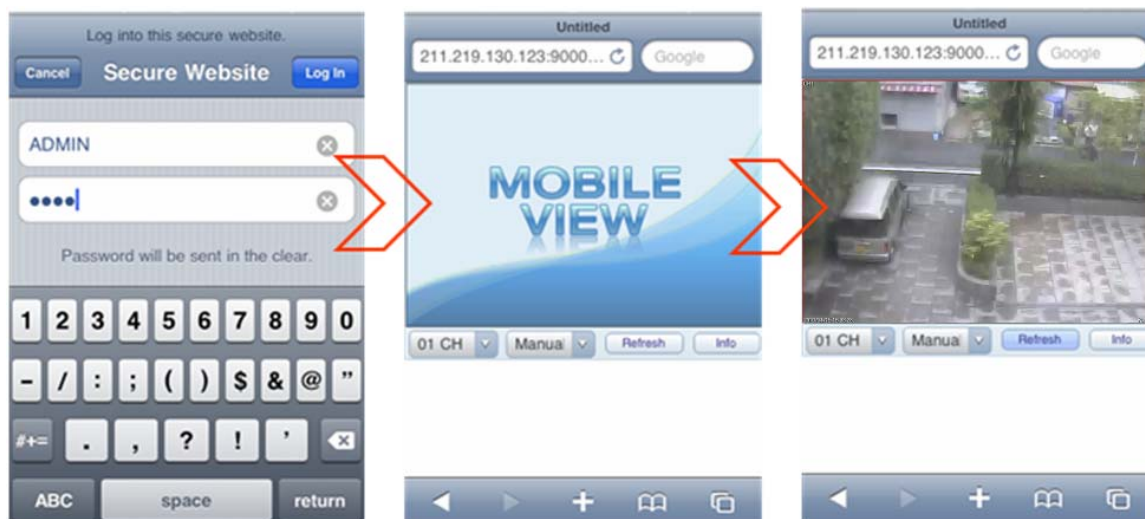 Log into this secure website.
Cancel
Secure Website
Log In
ADMIN
••••
Password will be sent in the clear.
1 2 3 4 5 6 7 8 9 0
- / : ; ( ) $ & @ "
#+= . , ? ! '
ABC space return
Untitled
211.219.130.123:9000...
Google
MOBILE
VIEW
01 CH
Manual
Refresh
Info
Untitled
211.219.130.123:9000...
Google
01 CH
Manual
Refresh
Info